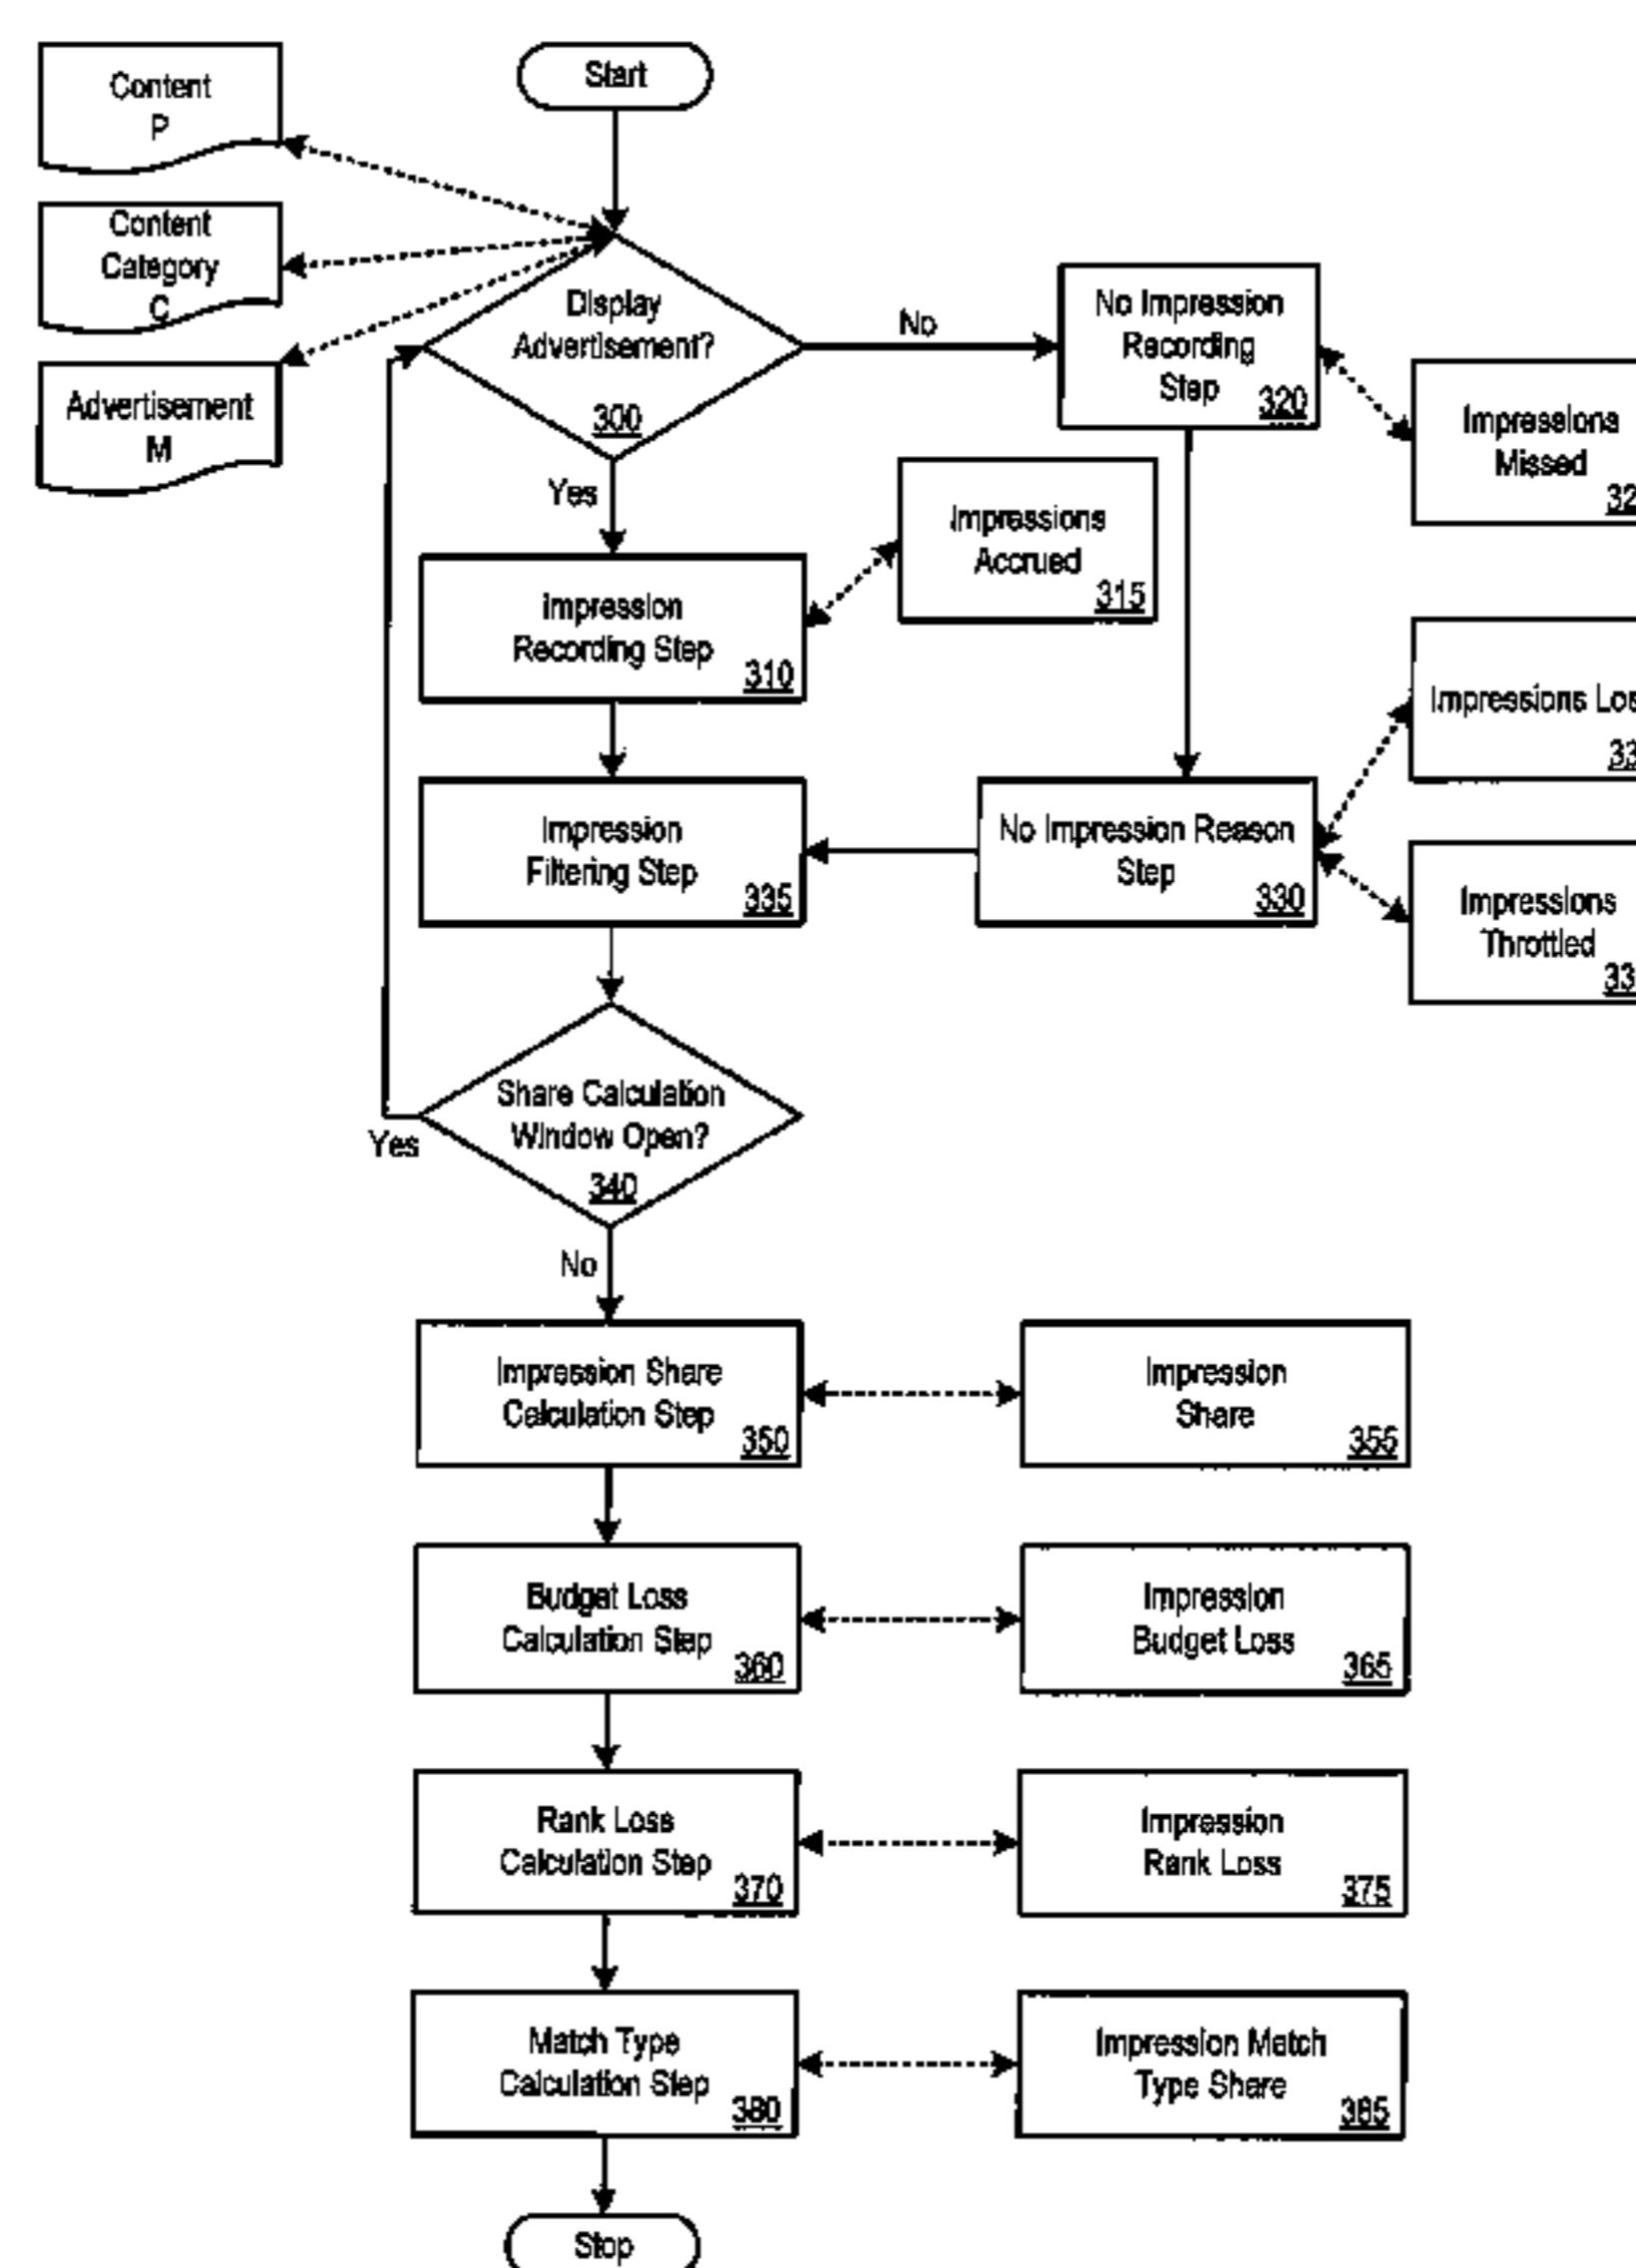 Content
P
Start
Content
Category
C
Advertisement
M
Display
Advertisement?
300
No
No Impression
Recording
Step
320
Impressions
Missed
Yes
Impressions
Accrued
315
Impression
Recording Step
310
Impressions
Impression
Filtering Step
335
No Impression Reason
Step
330
Impressions
Throttled
Share Calculation
Window Open?
340
Yes
No
Impression Share
Calculation Step
350
Impression
Share
355
Budget Loss
Calculation Step
360
Impression
Budget Loss
365
Rank Loss
Calculation Step
370
Impression
Rank Loss
375
Match Type
Calculation Step
380
Impression Match
Type Share
385
Stop